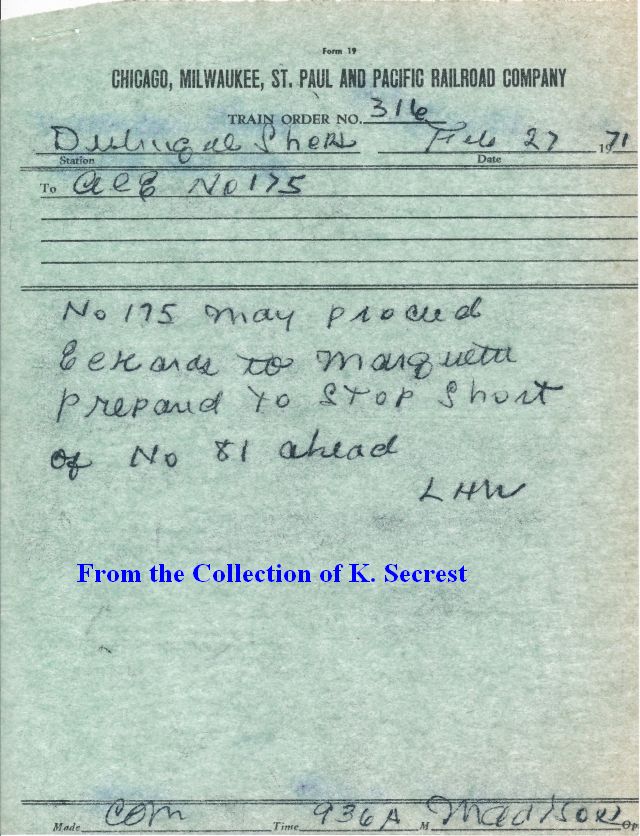 Form 19
CHICAGO, MILWAUKEE, ST. PAUL AND PACIFIC RAILROAD COMPANY
TRAIN ORDER NO. 316
Dubuque Shops Feb 27 1971
Station Date
To C&E No 175
No 175 may proceed
Eckards to Marquette
prepared to STOP Short
of No 81 ahead
LHW
From the Collection of K. Secrest
Made Com Time 936 A M Madison Opr